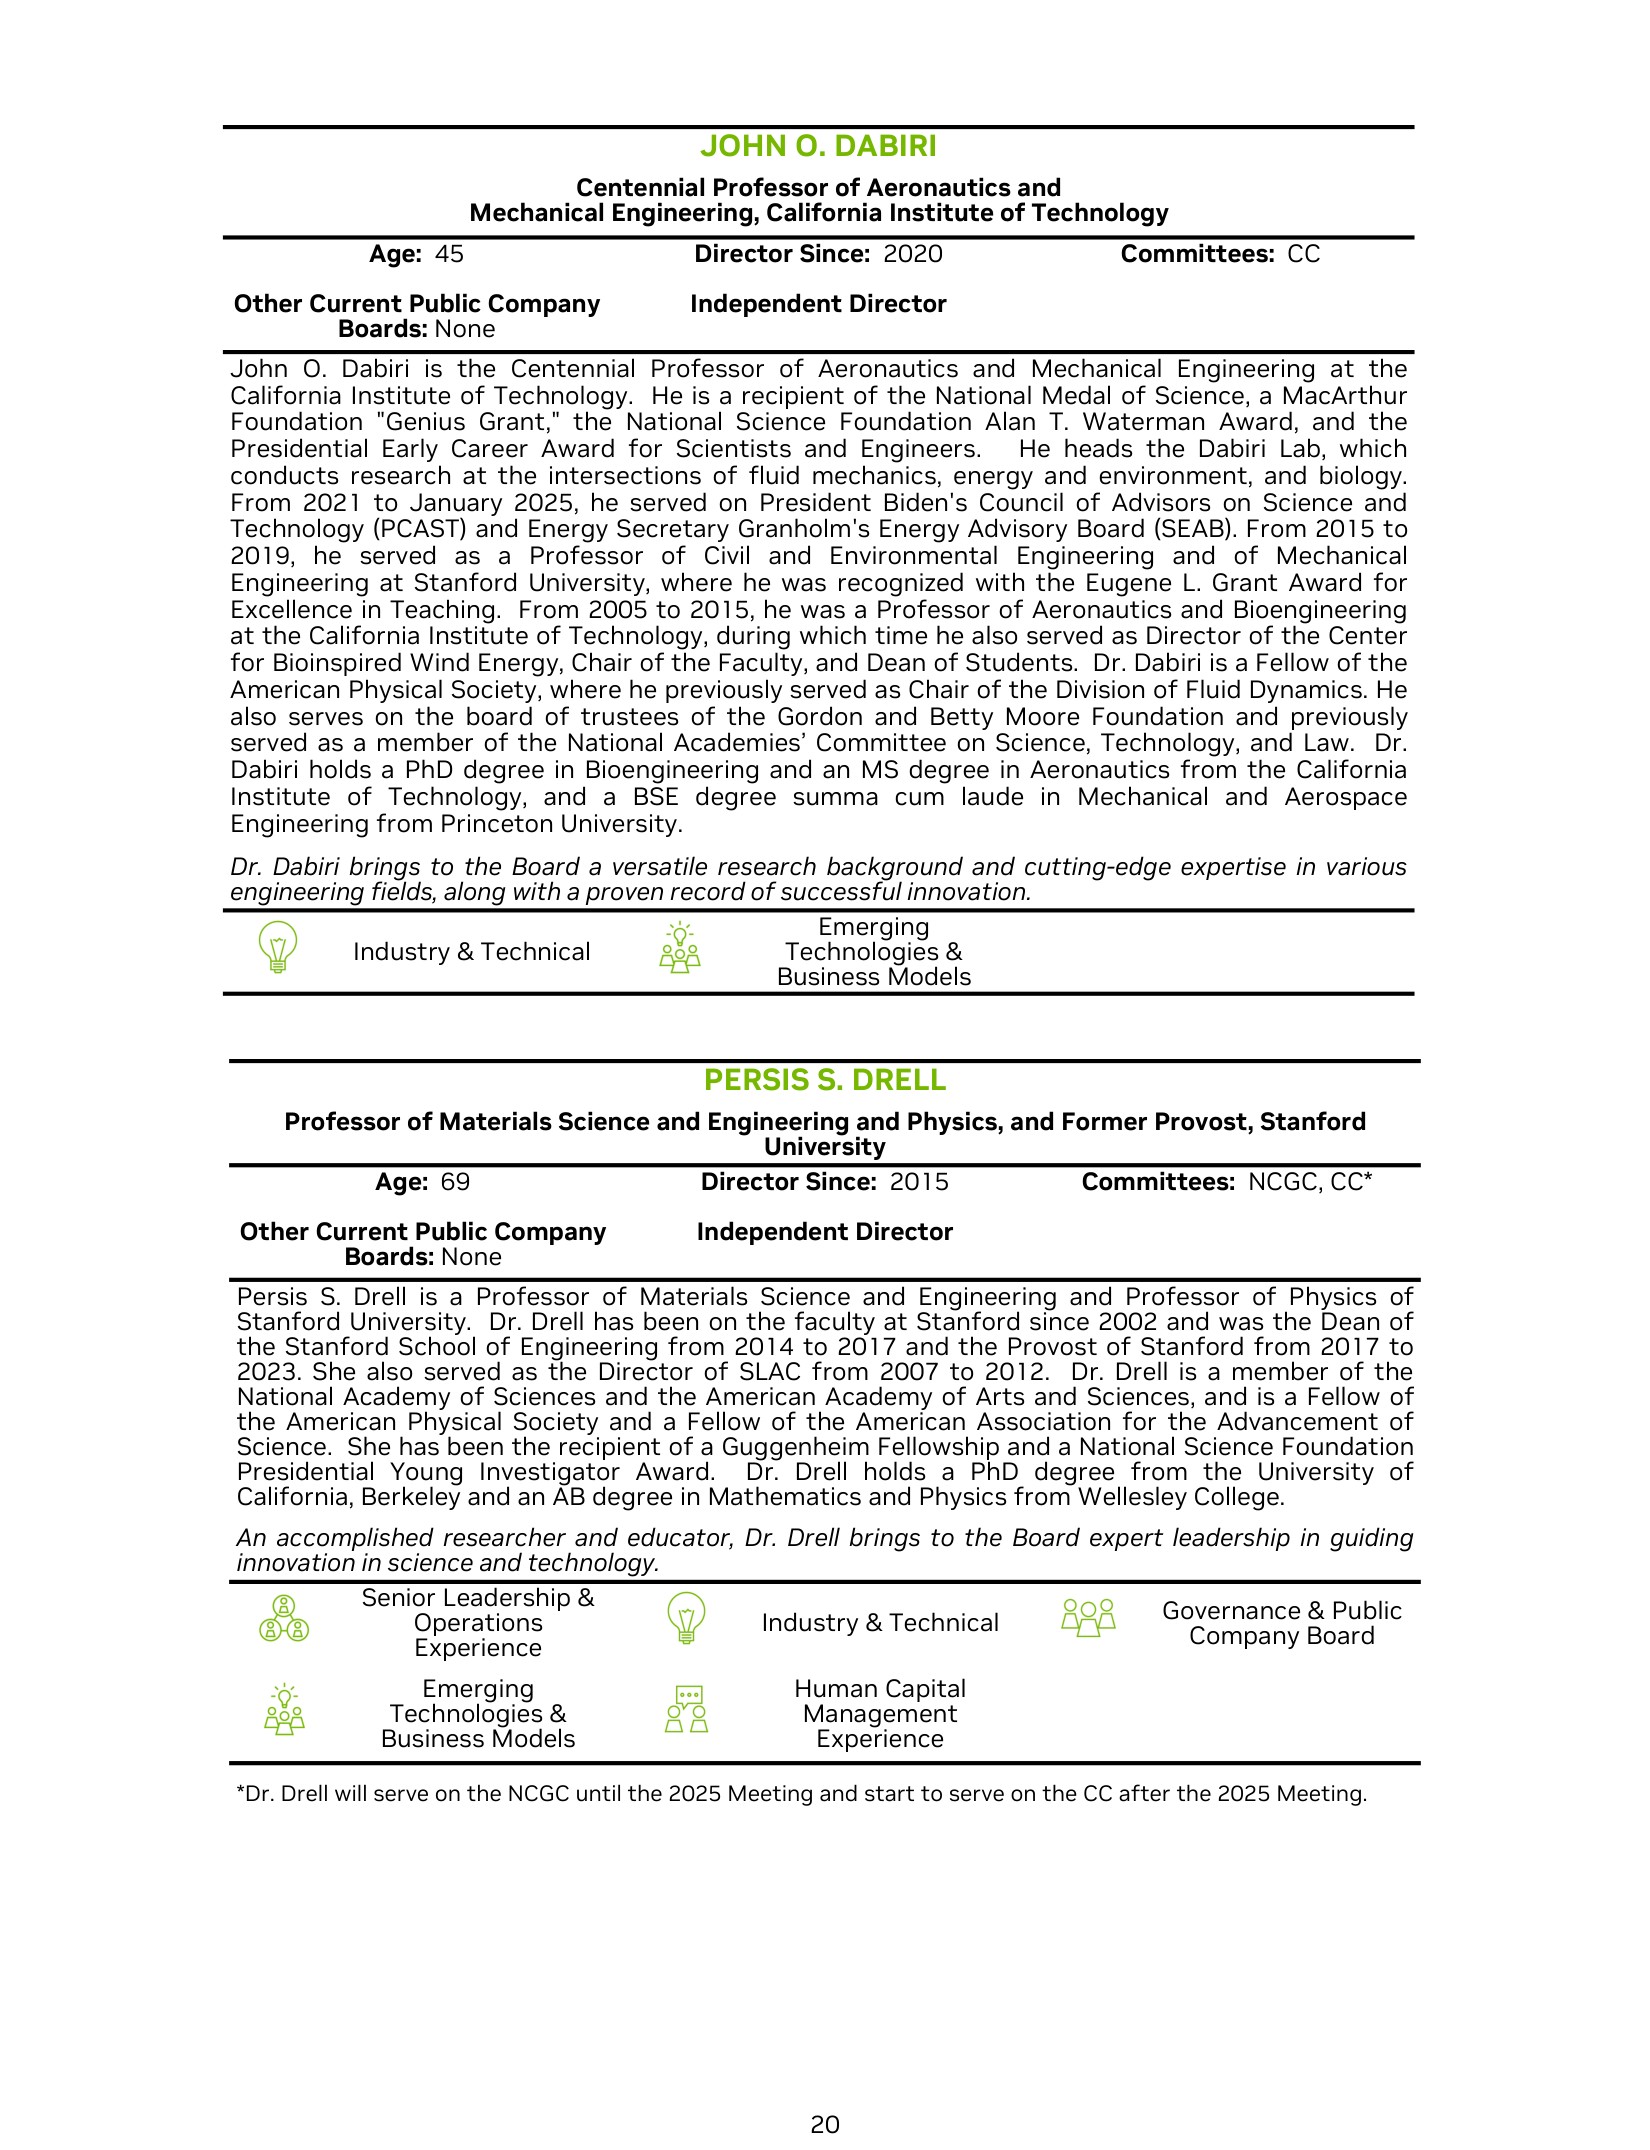 JOHN O. DABIRI
Centennial Professor of Aeronautics and
Mechanical Engineering, California Institute of Technology
Age: 45 Director Since: 2020 Committees: CC
Other Current Public Company Boards: None Independent Director
John O. Dabiri is the Centennial Professor of Aeronautics and Mechanical Engineering at the
California Institute of Technology. He is a recipient of the National Medal of Science, a MacArthur
Foundation "Genius Grant," the National Science Foundation Alan T. Waterman Award, and the
Presidential Early Career Award for Scientists and Engineers. He heads the Dabiri Lab, which
conducts research at the intersections of fluid mechanics, energy and environment, and biology.
From 2021 to January 2025, he served on President Biden's Council of Advisors on Science and
Technology (PCAST) and Energy Secretary Granholm's Energy Advisory Board (SEAB). From 2015 to
2019, he served as a Professor of Civil and Environmental Engineering and of Mechanical
Engineering at Stanford University, where he was recognized with the Eugene L. Grant Award for
Excellence in Teaching. From 2005 to 2015, he was a Professor of Aeronautics and Bioengineering
at the California Institute of Technology, during which time he also served as Director of the Center
for Bioinspired Wind Energy, Chair of the Faculty, and Dean of Students. Dr. Dabiri is a Fellow of the
American Physical Society, where he previously served as Chair of the Division of Fluid Dynamics. He
also serves on the board of trustees of the Gordon and Betty Moore Foundation and previously
served as a member of the National Academies’ Committee on Science, Technology, and Law. Dr.
Dabiri holds a PhD degree in Bioengineering and an MS degree in Aeronautics from the California
Institute of Technology, and a BSE degree summa cum laude in Mechanical and Aerospace
Engineering from Princeton University.
Dr. Dabiri brings to the Board a versatile research background and cutting-edge expertise in various
engineering fields, along with a proven record of successful innovation.
Industry & Technical
Emerging
Technologies &
Business Models
PERSIS S. DRELL
Professor of Materials Science and Engineering and Physics, and Former Provost, Stanford
University
Age: 69 Director Since: 2015 Committees: NCGC, CC*
Other Current Public Company Boards: None Independent Director
Persis S. Drell is a Professor of Materials Science and Engineering and Professor of Physics of
Stanford University. Dr. Drell has been on the faculty at Stanford since 2002 and was the Dean of
the Stanford School of Engineering from 2014 to 2017 and the Provost of Stanford from 2017 to
2023. She also served as the Director of SLAC from 2007 to 2012. Dr. Drell is a member of the
National Academy of Sciences and the American Academy of Arts and Sciences, and is a Fellow of
the American Physical Society and a Fellow of the American Association for the Advancement of
Science. She has been the recipient of a Guggenheim Fellowship and a National Science Foundation
Presidential Young Investigator Award. Dr. Drell holds a PhD degree from the University of
California, Berkeley and an AB degree in Mathematics and Physics from Wellesley College.
An accomplished researcher and educator, Dr. Drell brings to the Board expert leadership in guiding
innovation in science and technology.
Senior Leadership &
Operations
Experience
Industry & Technical
Governance & Public
Company Board
Emerging
Technologies &
Business Models
Human Capital
Management
Experience
*Dr. Drell will serve on the NCGC until the 2025 Meeting and start to serve on the CC after the 2025 Meeting.
20